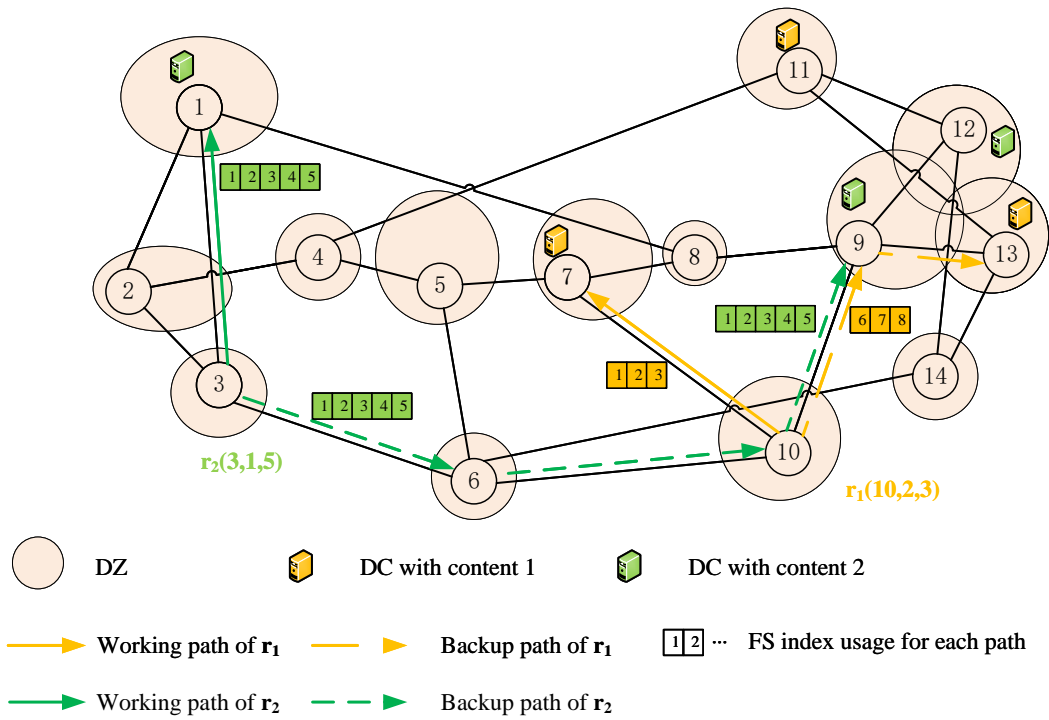 11
1
12
1 2 3 4 5
9
4
8
13
7
5
2
1 2 3 4 5
6 7 8
1 2 3
14
3
1 2 3 4 5
10
r2(3,1,5)
6
r1(10,2,3)
DZ
DC with content 1
DC with content 2
Working path of r1
Backup path of r1
1 2 ... FS index usage for each path
Working path of r2
Backup path of r2